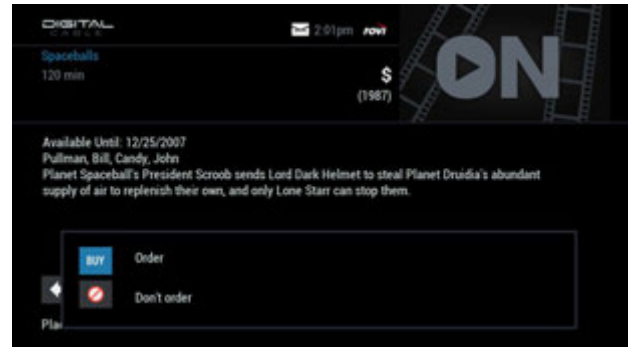 DIGITAL
CABLE
2:01pm rovi
Spaceballs
120 min
$
(1987)
ON
Available Until: 12/25/2007
Pullman, Bill, Candy, John
Planet Spaceball's President Scroob sends Lord Dark Helmet to steal Planet Druidia's abundant
supply of air to replenish their own, and only Lone Starr can stop them.
BUY Order
Don't order